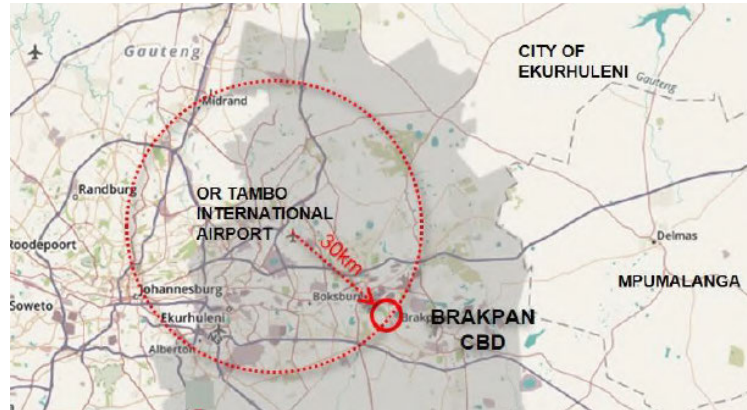 Gauteng
CITY OF
EKURHULENI
Gauteng
Midrand
Randburg
OR TAMBO
INTERNATIONAL
AIRPORT
Roodepoort
30km
Delmas
MPUMALANGA
Johannesburg
Boksburg
Soweto
Ekurhuleni
Brakp
BRAKPAN
CBD
Alberton